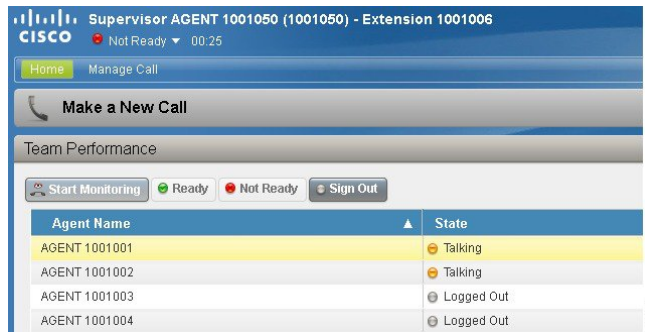 Supervisor AGENT 1001050 (1001050) - Extension 1001006
CISCO
Not Ready 00:25
Home Manage Call
Make a New Call
Team Performance
Start Monitoring Ready Not Ready Sign Out
Agent Name State
AGENT 1001001 Talking
AGENT 1001002 Talking
AGENT 1001003 Logged Out
AGENT 1001004 Logged Out